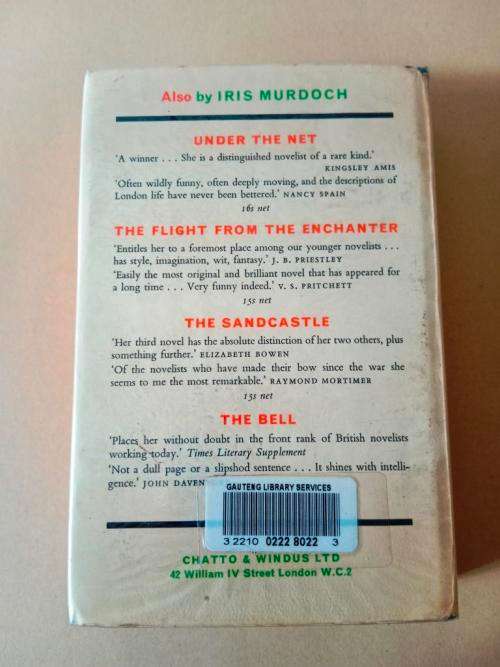 Also by IRIS MURDOCH
UNDER THE NET
'A winner . . . She is a distinguished novelist of a rare kind.'
KINGSLEY AMIS
'Often wildly funny, often deeply moving, and the descriptions of
London life have never been bettered.' NANCY SPAIN
16s net
THE FLIGHT FROM THE ENCHANTER
'Entitles her to a foremost place among our younger novelists . . .
has style, imagination, wit, fantasy.' J. B. PRIESTLEY
'Easily the most original and brilliant novel that has appeared for
a long time . . . Very funny indeed.' V. S. PRITCHETT
15s net
THE SANDCASTLE
'Her third novel has the absolute distinction of her two others, plus
something further.' ELIZABETH BOWEN
'Of the novelists who have made their bow since the war she
seems to me the most remarkable.' RAYMOND MORTIMER
15s net
THE BELL
'Places her without doubt in the front rank of British novelists
working today.' Times Literary Supplement
'Not a dull page or a slipshod sentence . . . It shines with intelli-
gence.' JOHN DAVEN
GAUTENG LIBRARY SERVICES
3 2210 0222 8022 3
CHATTO & WINDUS LTD
42 William IV Street London W.C.2